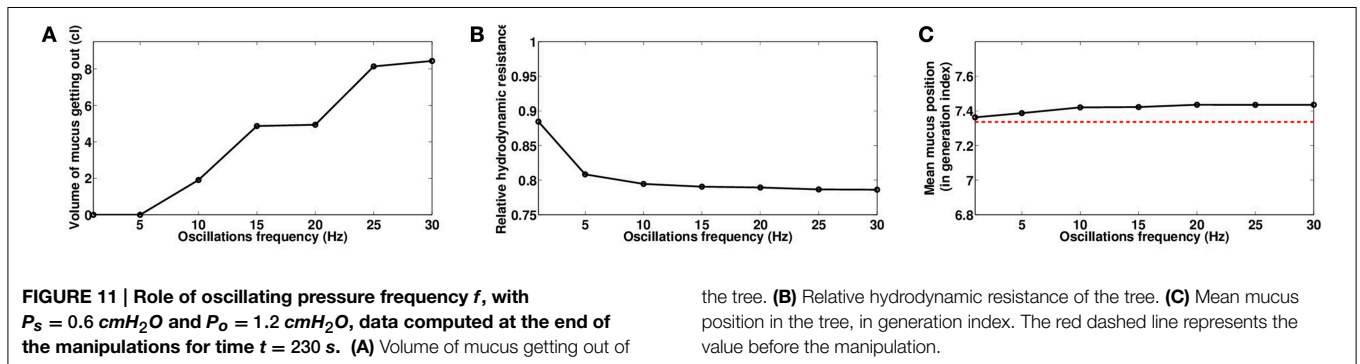 A
Volume of mucus getting out (cl)
8
6
4
2
0
5 10 15 20 25 30
Oscillations frequency (Hz)
B
Relative hydrodynamic resistance
1
0.95
0.9
0.85
0.8
0.75
5 10 15 20 25 30
Oscillations frequency (Hz)
C
Mean mucus position
(in generation index)
7.6
7.4
7.2
7
6.8
5 10 15 20 25 30
Oscillations frequency (Hz)
FIGURE 11 | Role of oscillating pressure frequency f, with
Ps = 0.6 cmH2O and Po = 1.2 cmH2O, data computed at the end of
the manipulations for time t = 230 s. (A) Volume of mucus getting out of
the tree. (B) Relative hydrodynamic resistance of the tree. (C) Mean mucus
position in the tree, in generation index. The red dashed line represents the
value before the manipulation.